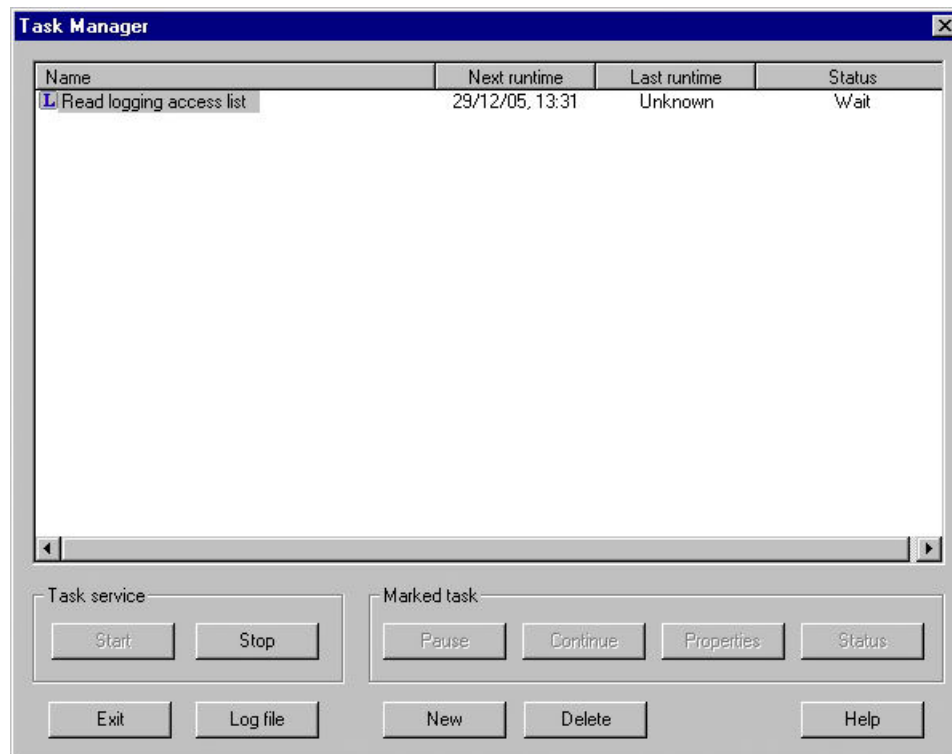 Task Manager
Name Next runtime Last runtime Status
L Read logging access list 29/12/05, 13:31 Unknown Wait
Task service Marked task
Start Stop Pause Continue Properties Status
Exit Log file New Delete Help